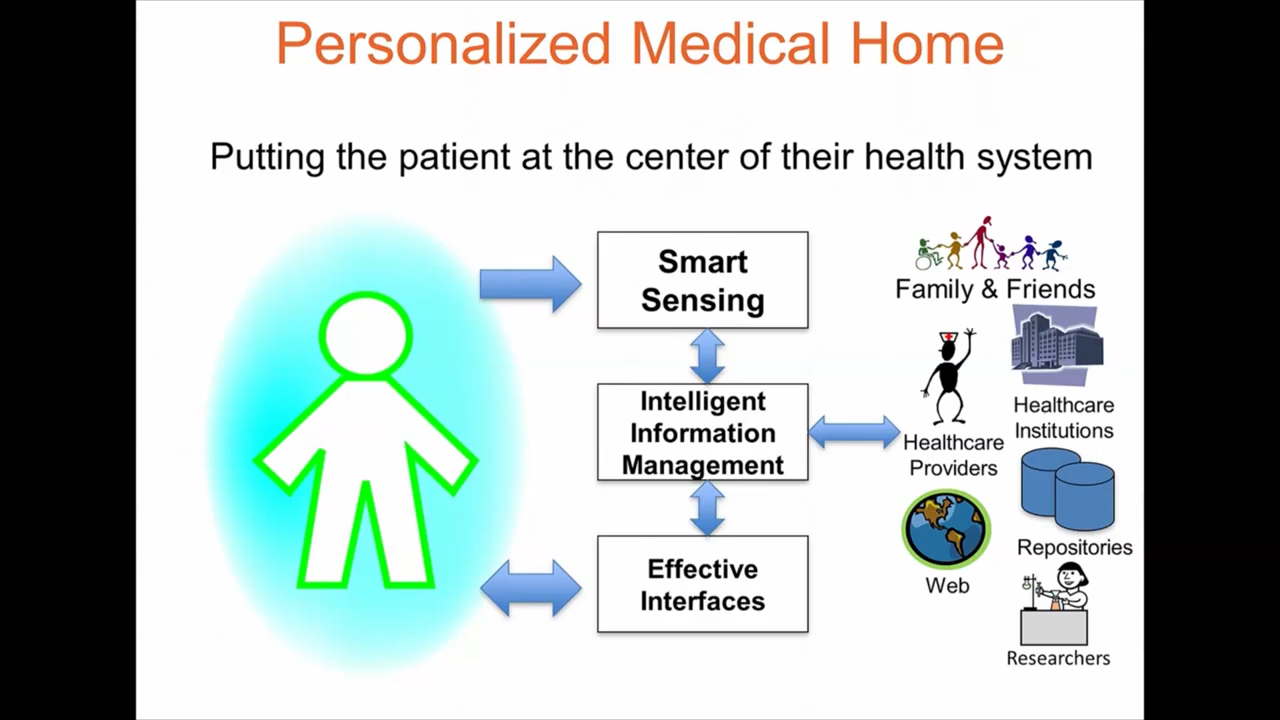 Personalized Medical Home
Putting the patient at the center of their health system
Smart
Sensing
Intelligent
Information
Management
Effective
Interfaces
Family & Friends
Healthcare
Institutions
Healthcare
Providers
Repositories
Web
Researchers